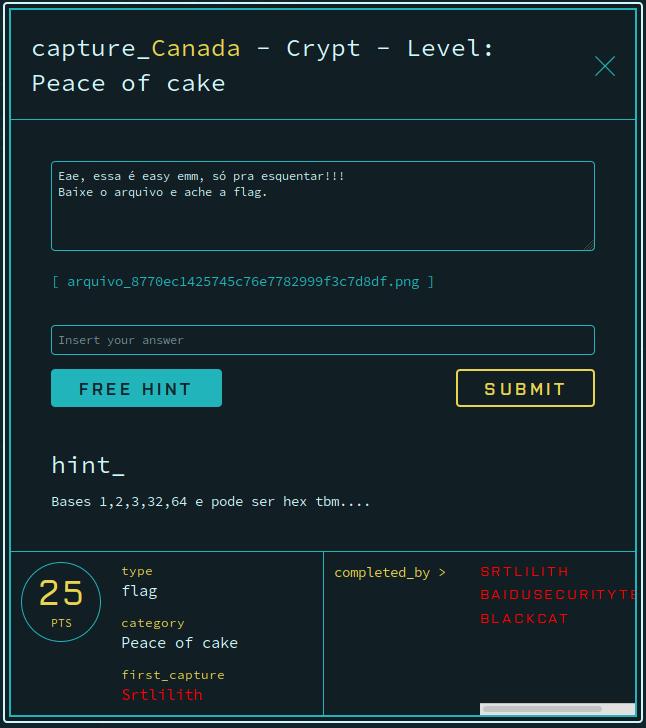 capture_Canada - Crypt - Level:
Peace of cake
Eae, essa é easy emm, só pra esquentar!!!
Baixe o arquivo e ache a flag.
[ arquivo_8770ec1425745c76e7782999f3c7d8df.png ]
Insert your answer
FREE HINT
SUBMIT
hint_
Bases 1,2,3,32,64 e pode ser hex tbm....
25
PTS
type
flag
category
Peace of cake
first_capture
Srtlilith
completed_by >
SRTLILITH
BAIDUSECURITYTE
BLACKCAT